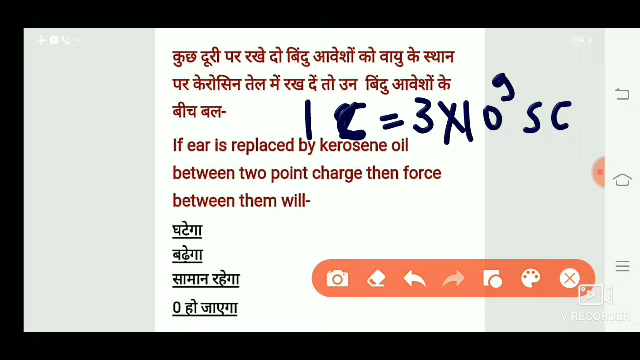 कुछ दूरी पर रखे दो बिंदु आवेशों को वायु के स्थान
पर केरोसिन तेल में रख दें तो उन बिंदु आवेशों के
बीच बल-
1 C = 3×10⁹ SC
If ear is replaced by kerosene oil
between two point charge then force
between them will-
घटेगा
बढ़ेगा
सामान रहेगा
0 हो जाएगा
V RECORDER